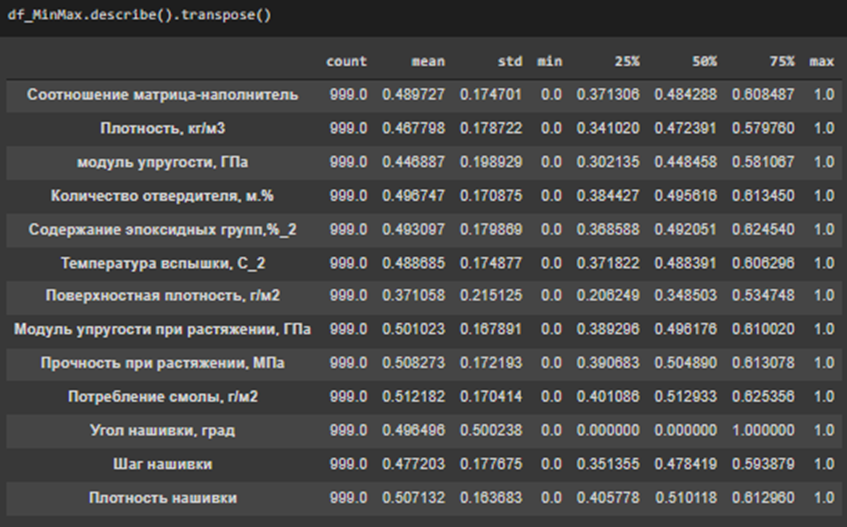 df_MinMax.describe().transpose()
count mean std min 25% 50% 75% max
Соотношение матрица-наполнитель 999.0 0.489727 0.174701 0.0 0.371306 0.484288 0.608487 1.0
Плотность, кг/м3 999.0 0.467798 0.178722 0.0 0.341020 0.472391 0.579760 1.0
модуль упругости, ГПа 999.0 0.446887 0.198929 0.0 0.302135 0.448458 0.581067 1.0
Количество отвердителя, м.% 999.0 0.496747 0.170875 0.0 0.384427 0.495616 0.613450 1.0
Содержание эпоксидных групп,%_2 999.0 0.493097 0.179869 0.0 0.368588 0.492051 0.624540 1.0
Температура вспышки, С_2 999.0 0.488685 0.174877 0.0 0.371822 0.488391 0.606296 1.0
Поверхностная плотность, г/м2 999.0 0.371058 0.215125 0.0 0.206249 0.348503 0.534748 1.0
Модуль упругости при растяжении, ГПа 999.0 0.501023 0.167891 0.0 0.389296 0.496176 0.610020 1.0
Прочность при растяжении, МПа 999.0 0.508273 0.172193 0.0 0.390683 0.504890 0.613078 1.0
Потребление смолы, г/м2 999.0 0.512182 0.170414 0.0 0.401086 0.512933 0.625356 1.0
Угол нашивки, град 999.0 0.496496 0.500238 0.0 0.000000 0.000000 1.000000 1.0
Шаг нашивки 999.0 0.477203 0.177675 0.0 0.351355 0.478419 0.593879 1.0
Плотность нашивки 999.0 0.507132 0.163683 0.0 0.405778 0.510118 0.612960 1.0